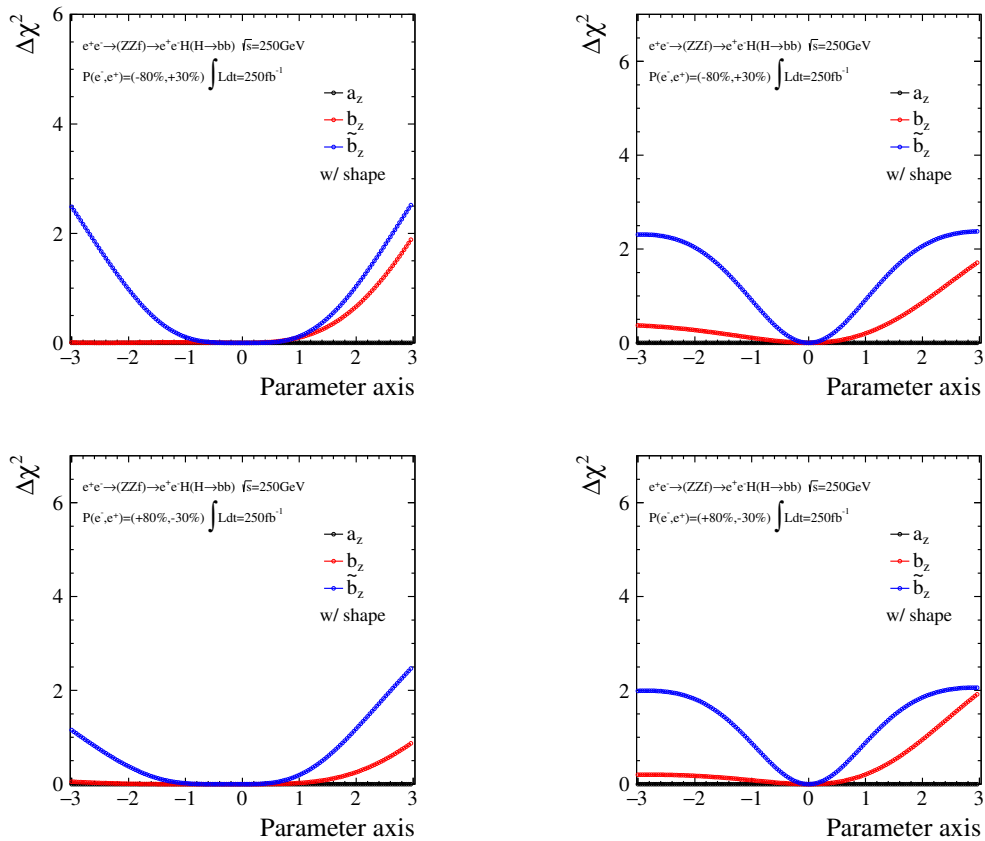 Δχ²
6
4
2
0
e⁺e⁻→(ZZf)→e⁺e⁻H(H→bb) √s=250GeV
P(e⁻,e⁺)=(-80%,+30%) ∫Ldt=250fb⁻¹
a_z
b_z
b̃_z
w/ shape
−3 −2 −1 0 1 2 3
Parameter axis
Δχ²
6
4
2
0
e⁺e⁻→(ZZf)→e⁺e⁻H(H→bb) √s=250GeV
P(e⁻,e⁺)=(-80%,+30%) ∫Ldt=250fb⁻¹
a_z
b_z
b̃_z
w/ shape
−3 −2 −1 0 1 2 3
Parameter axis
Δχ²
6
4
2
0
e⁺e⁻→(ZZf)→e⁺e⁻H(H→bb) √s=250GeV
P(e⁻,e⁺)=(+80%,-30%) ∫Ldt=250fb⁻¹
a_z
b_z
b̃_z
w/ shape
−3 −2 −1 0 1 2 3
Parameter axis
Δχ²
6
4
2
0
e⁺e⁻→(ZZf)→e⁺e⁻H(H→bb) √s=250GeV
P(e⁻,e⁺)=(+80%,-30%) ∫Ldt=250fb⁻¹
a_z
b_z
b̃_z
w/ shape
−3 −2 −1 0 1 2 3
Parameter axis